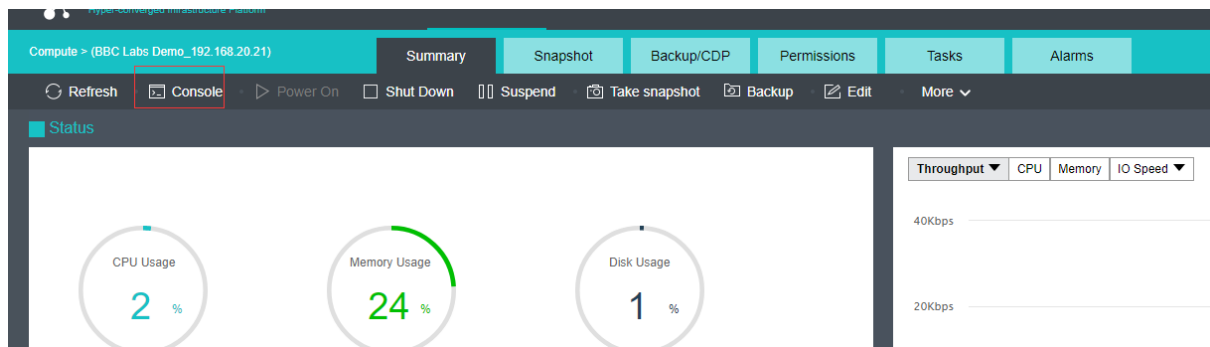 Hyper-converged Infrastructure Platform
Compute > (BBC Labs Demo_192.168.20.21)
Summary
Snapshot
Backup/CDP
Permissions
Tasks
Alarms
Refresh
Console
Power On
Shut Down
Suspend
Take snapshot
Backup
Edit
More
Status
Throughput ▼
CPU
Memory
IO Speed ▼
40Kbps
CPU Usage
2 %
Memory Usage
24 %
Disk Usage
1 %
20Kbps